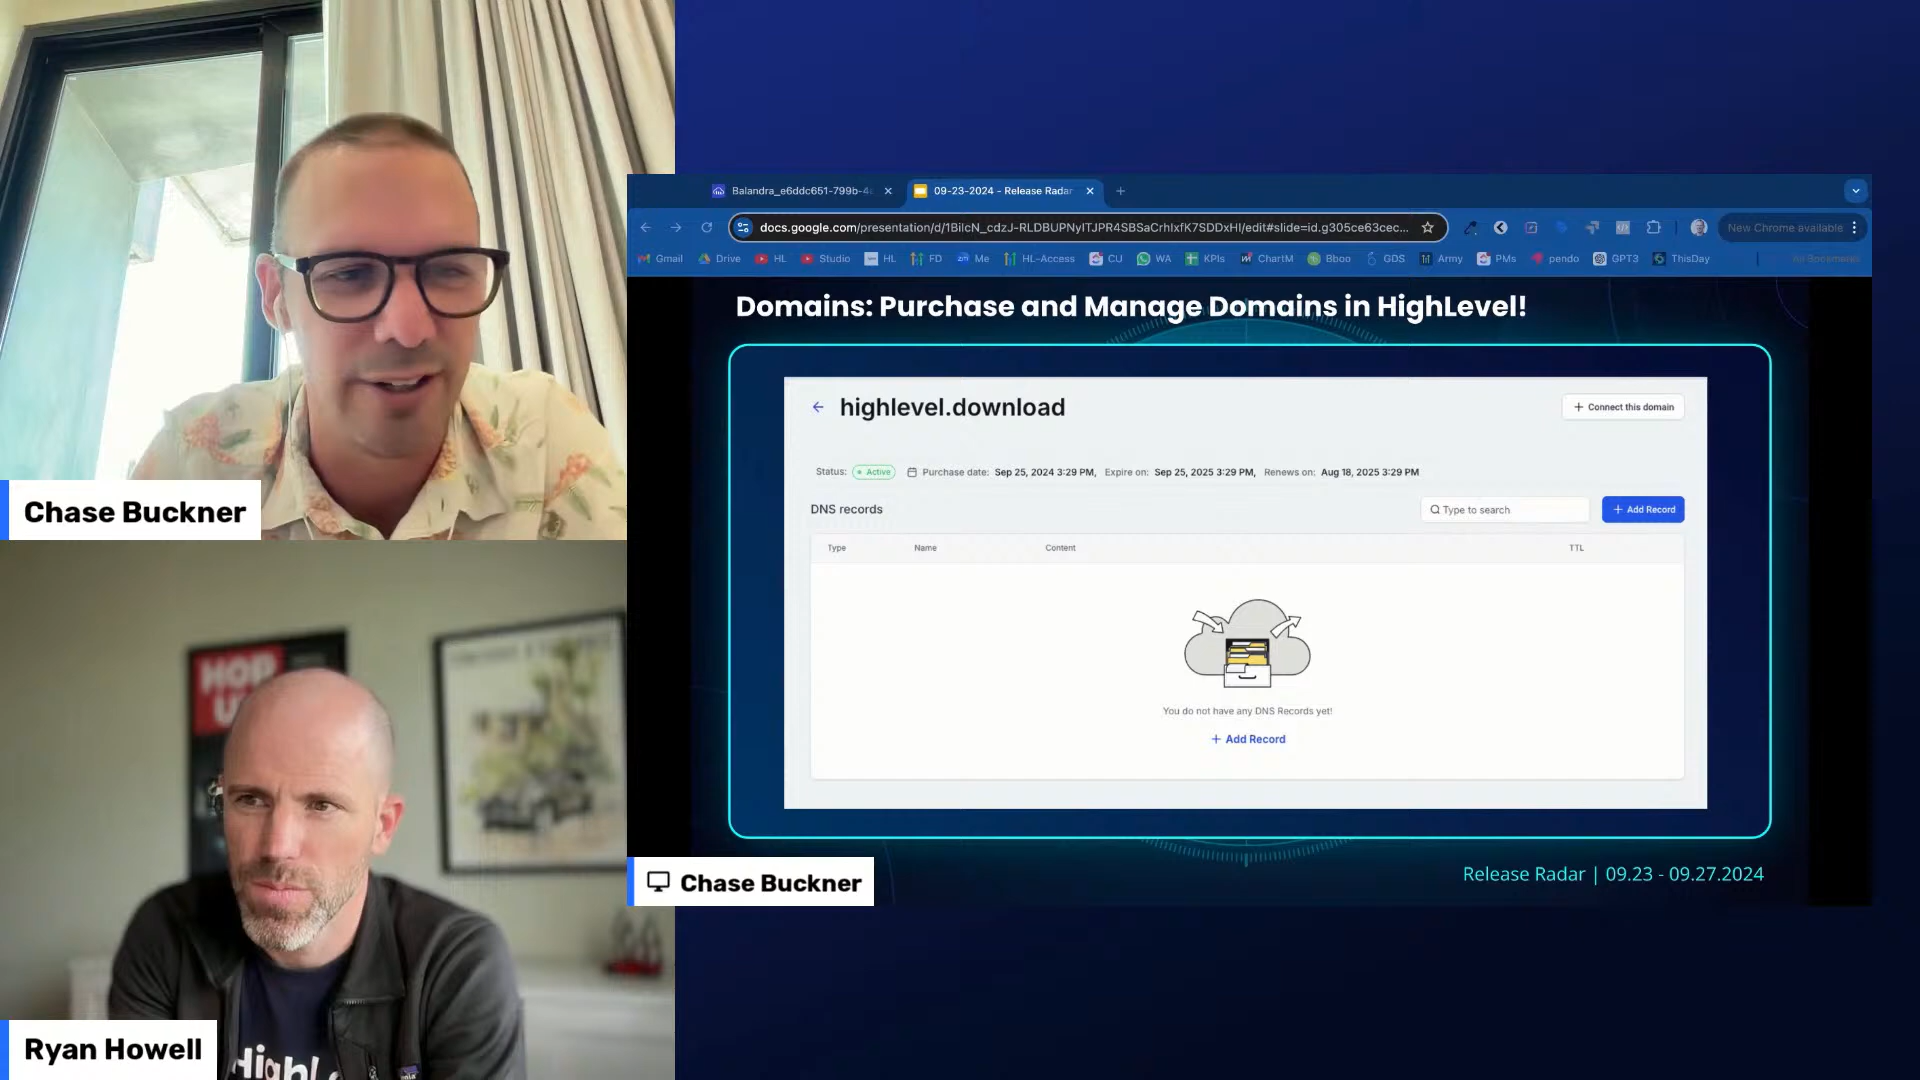 Balandra_e6ddc651-799b-4
09-23-2024 - Release Radar
docs.google.com/presentation/d/1BilcN_cdzJ-RLDBUPNyITJPR4SBSaCrhIxfK7SDDxHI/edit#slide=id.g305ce63cec...
New Chrome available
Gmail Drive HL Studio HL FD Me HL-Access CU WA KPIs ChartM Bboo GDS Army PMs pendo GPT3 ThisDay All Bookmarks
Domains: Purchase and Manage Domains in HighLevel!
highlevel.download
+ Connect this domain
Status: Active Purchase date: Sep 25, 2024 3:29 PM, Expire on: Sep 25, 2025 3:29 PM, Renews on: Aug 18, 2025 3:29 PM
DNS records
Type to search
+ Add Record
Type Name Content TTL
You do not have any DNS Records yet!
+ Add Record
Release Radar | 09.23 - 09.27.2024
Chase Buckner
Chase Buckner
HOP
U
HighL
Ryan Howell